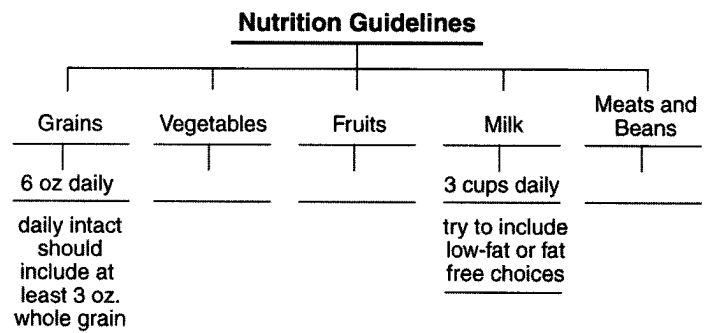 Nutrition Guidelines
Grains
Vegetables
Fruits
Milk
Meats and
Beans
6 oz daily
daily intact
should
include at
least 3 oz.
whole grain
3 cups daily
try to include
low-fat or fat
free choices